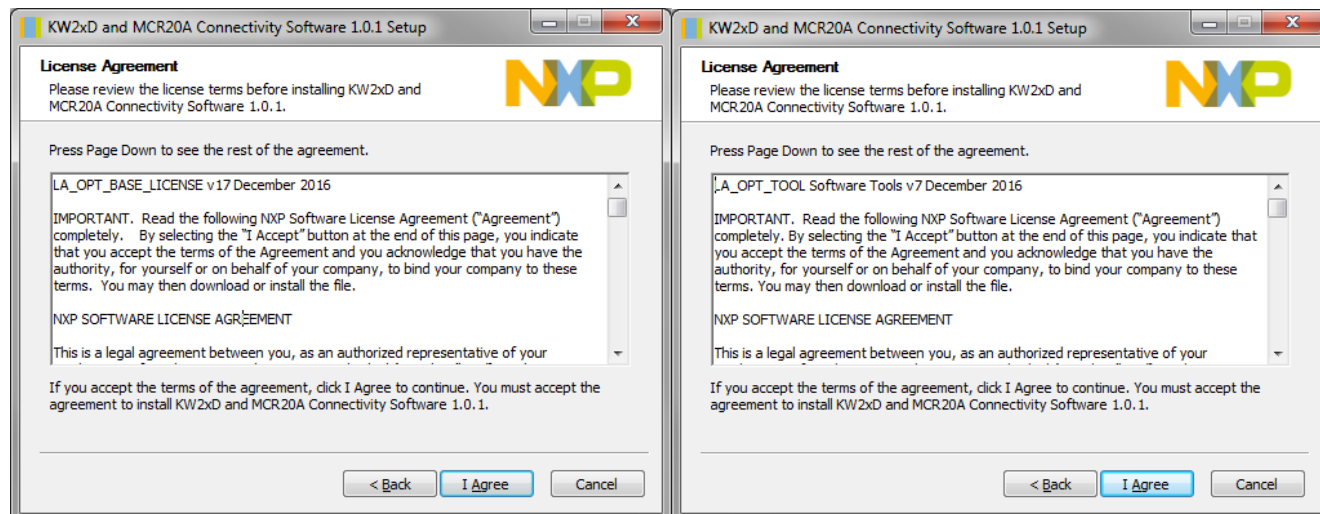 KW2xD and MCR20A Connectivity Software 1.0.1 Setup
License Agreement
Please review the license terms before installing KW2xD and
MCR20A Connectivity Software 1.0.1.
NXP
Press Page Down to see the rest of the agreement.
LA_OPT_BASE_LICENSE v17 December 2016
IMPORTANT.  Read the following NXP Software License Agreement ("Agreement")
completely.    By selecting the "I Accept" button at the end of this page, you indicate
that you accept the terms of the Agreement and you acknowledge that you have the
authority, for yourself or on behalf of your company, to bind your company to these
terms.  You may then download or install the file.
NXP SOFTWARE LICENSE AGREEMENT
This is a legal agreement between you, as an authorized representative of your
If you accept the terms of the agreement, click I Agree to continue. You must accept the
agreement to install KW2xD and MCR20A Connectivity Software 1.0.1.
< Back
I Agree
Cancel
KW2xD and MCR20A Connectivity Software 1.0.1 Setup
License Agreement
Please review the license terms before installing KW2xD and
MCR20A Connectivity Software 1.0.1.
NXP
Press Page Down to see the rest of the agreement.
LA_OPT_TOOL Software Tools v7 December 2016
IMPORTANT.  Read the following NXP Software License Agreement ("Agreement")
completely. By selecting the "I Accept" button at the end of this page, you indicate that
you accept the terms of the Agreement and you acknowledge that you have the
authority, for yourself or on behalf of your company, to bind your company to these
terms. You may then download or install the file.
NXP SOFTWARE LICENSE AGREEMENT
This is a legal agreement between you, as an authorized representative of your
If you accept the terms of the agreement, click I Agree to continue. You must accept the
agreement to install KW2xD and MCR20A Connectivity Software 1.0.1.
< Back
I Agree
Cancel